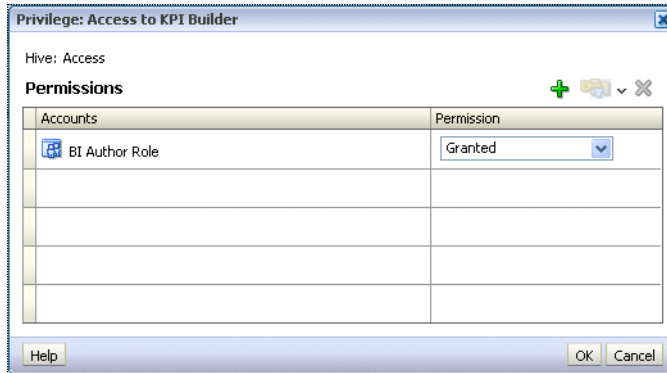 Privilege: Access to KPI Builder
Hive: Access
Permissions
Accounts Permission
BI Author Role Granted
Help OK Cancel